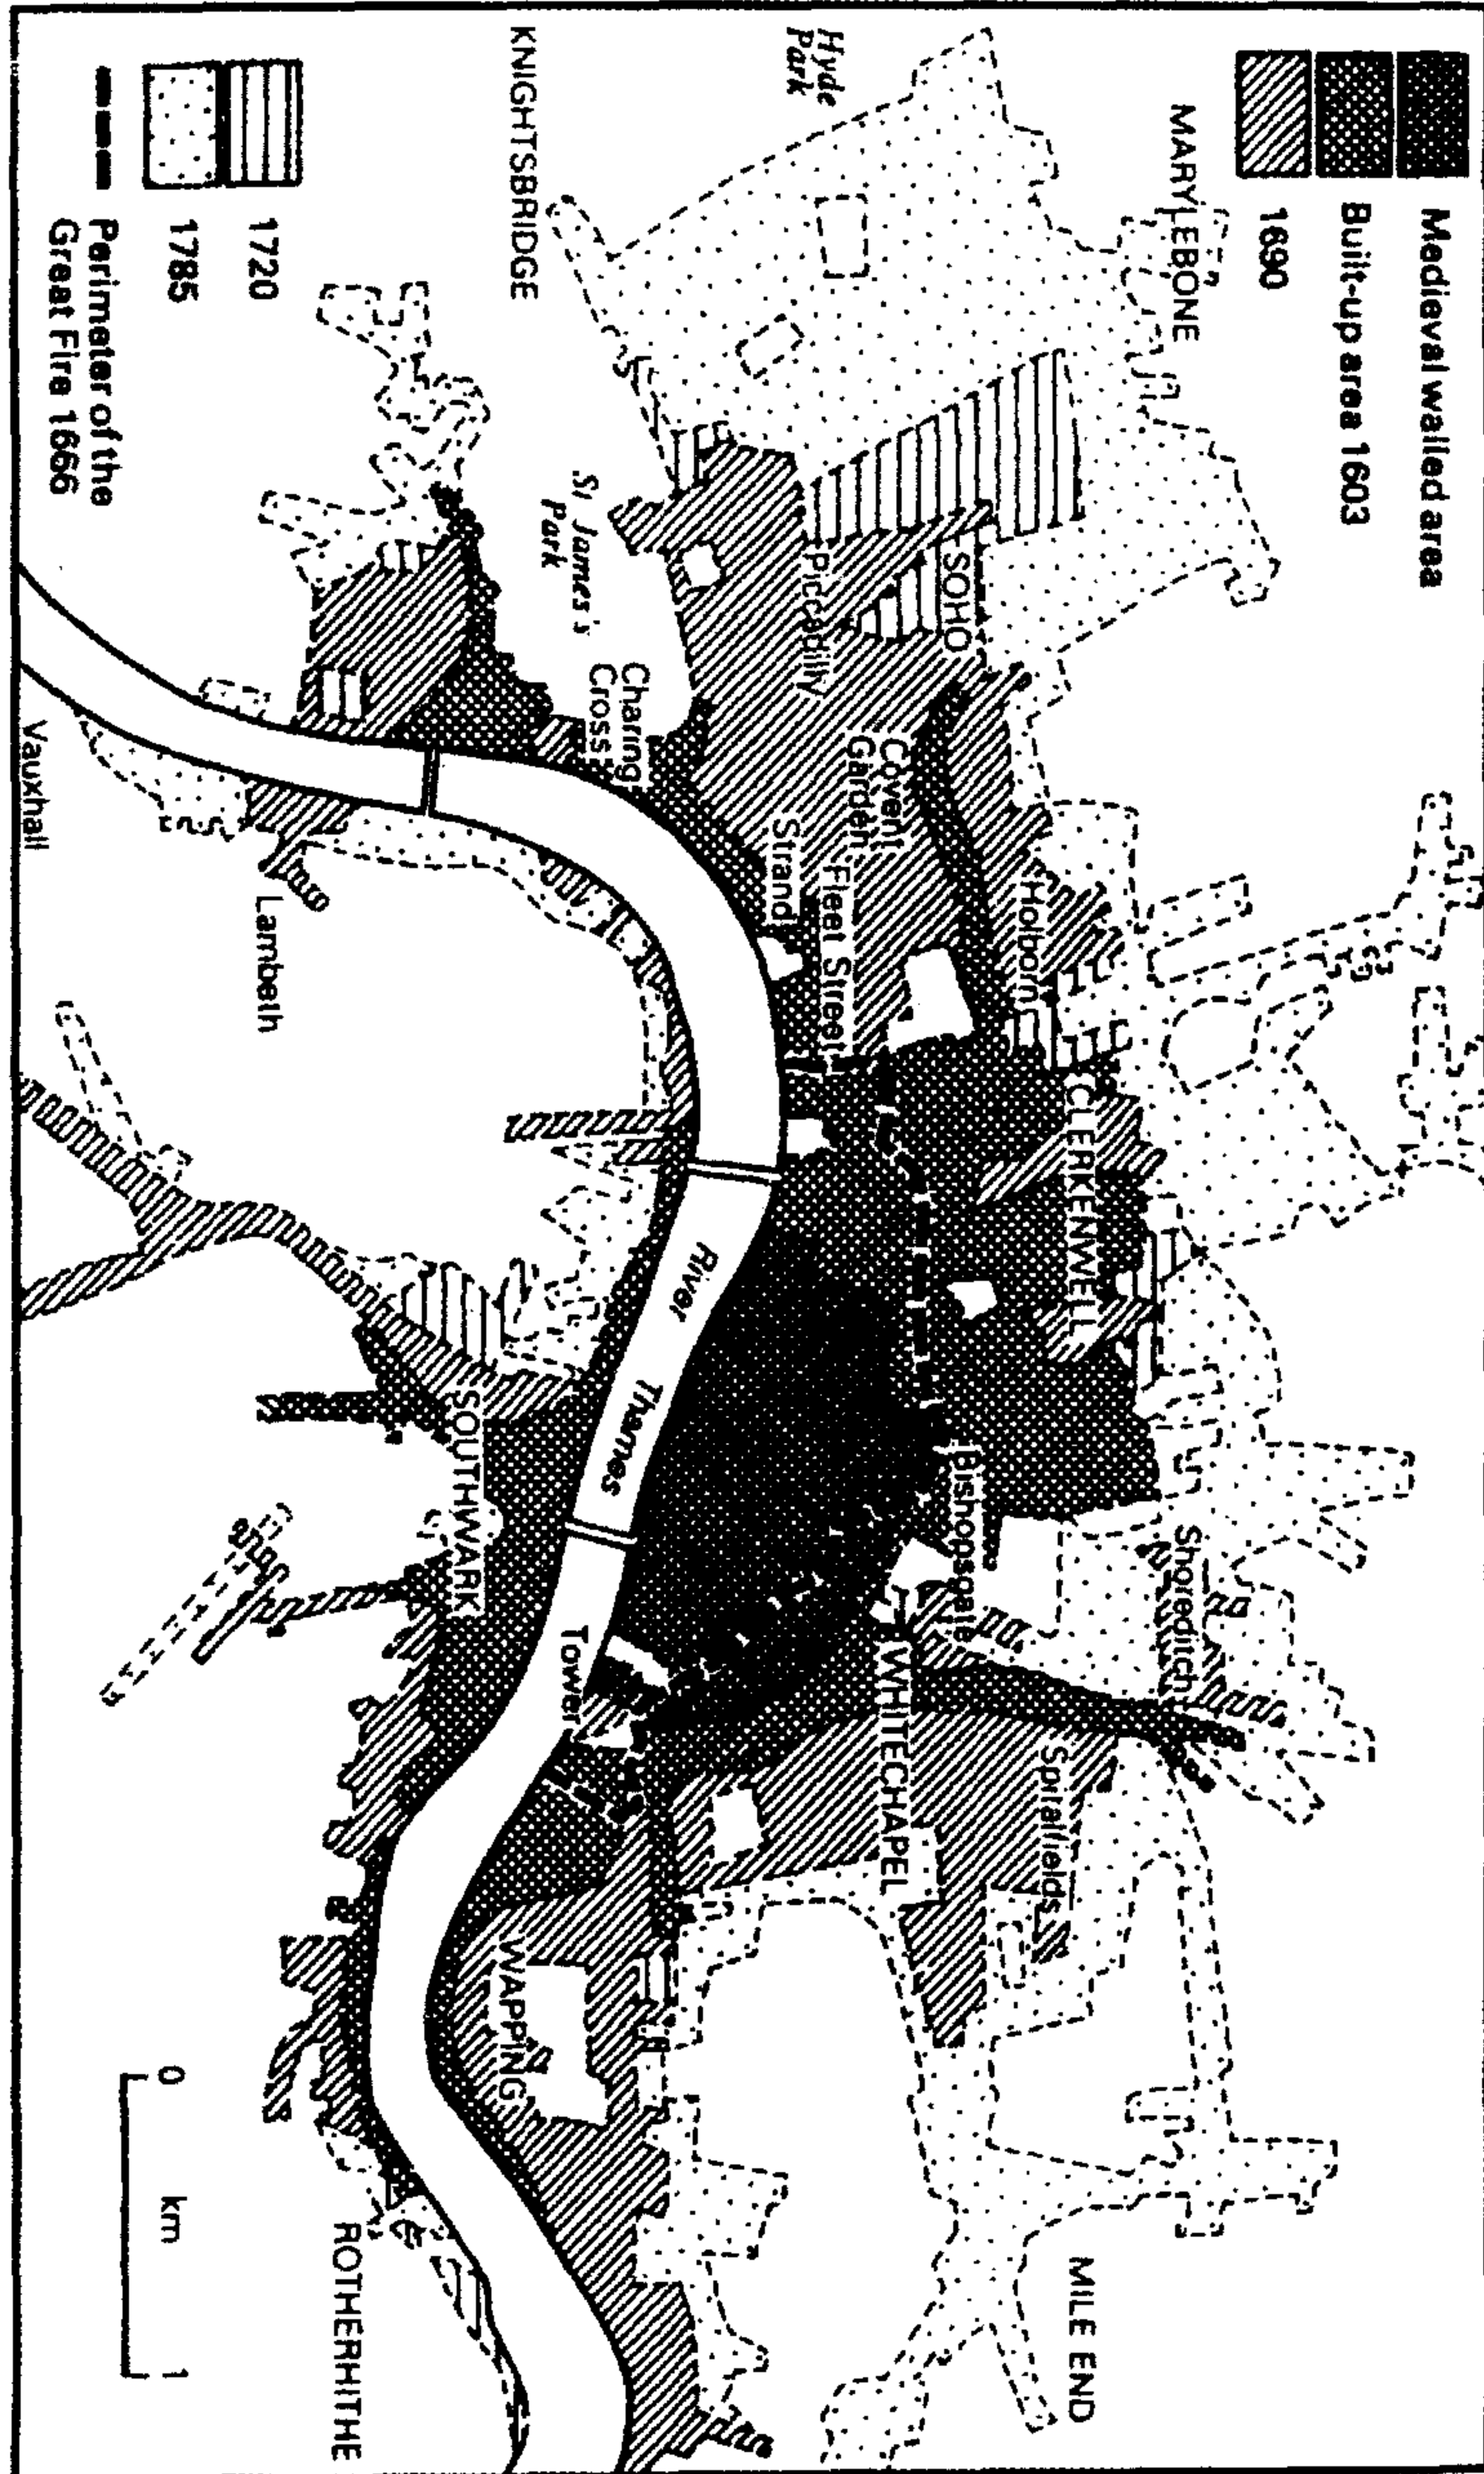 Medieval walled area
Built-up area 1603
1690
1720
1785
Perimeter of the
Great Fire 1666
MARYLEBONE
Hyde
Park
KNIGHTSBRIDGE
SOHO
Piccadilly
St James's
Park
Charing
Cross
Covent
Garden
Strand
Fleet Street
Holborn
CLERKENWELL
Vauxhall
Lambeth
River Thames
SOUTHWARK
Bishopsgate
Shoreditch
Spitalfields
WHITECHAPEL
Tower
WAPPING
MILE END
ROTHERHITHE
0 km 1